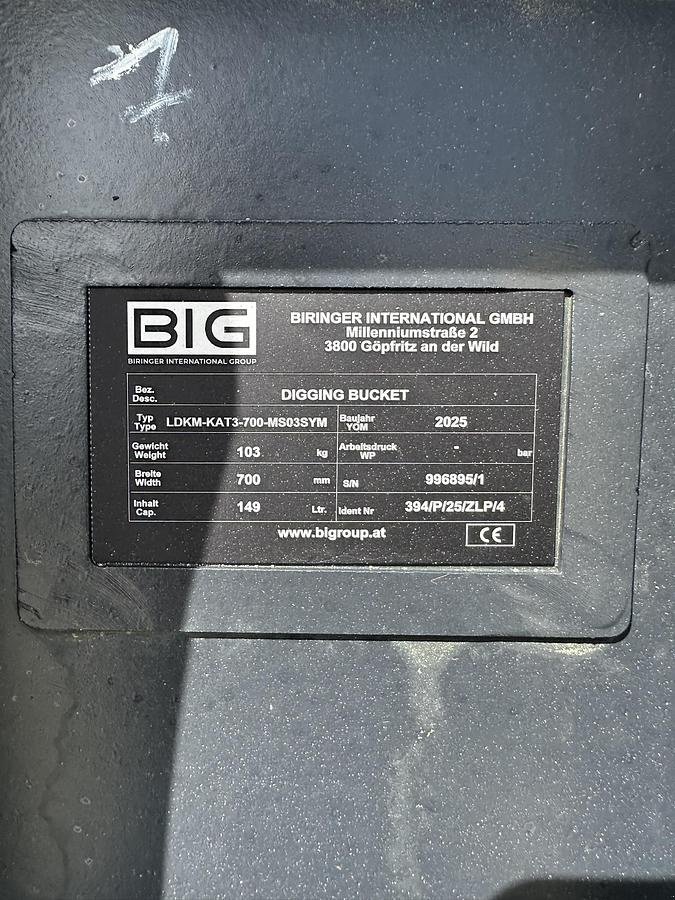 7
BIG
BIRINGER INTERNATIONAL GROUP
BIRINGER INTERNATIONAL GMBH
Millenniumstraße 2
3800 Göpfritz an der Wild
Bez.
Desc.
DIGGING BUCKET
Typ
Type
LDKM-KAT3-700-MS03SYM
Baujahr
YOM
2025
Gewicht
Weight
103 kg
Arbeitsdruck
WP
- bar
Breite
Width
700 mm
S/N 996895/1
Inhalt
Cap.
149 Ltr.
Ident Nr 394/P/25/ZLP/4
www.bigroup.at
CE